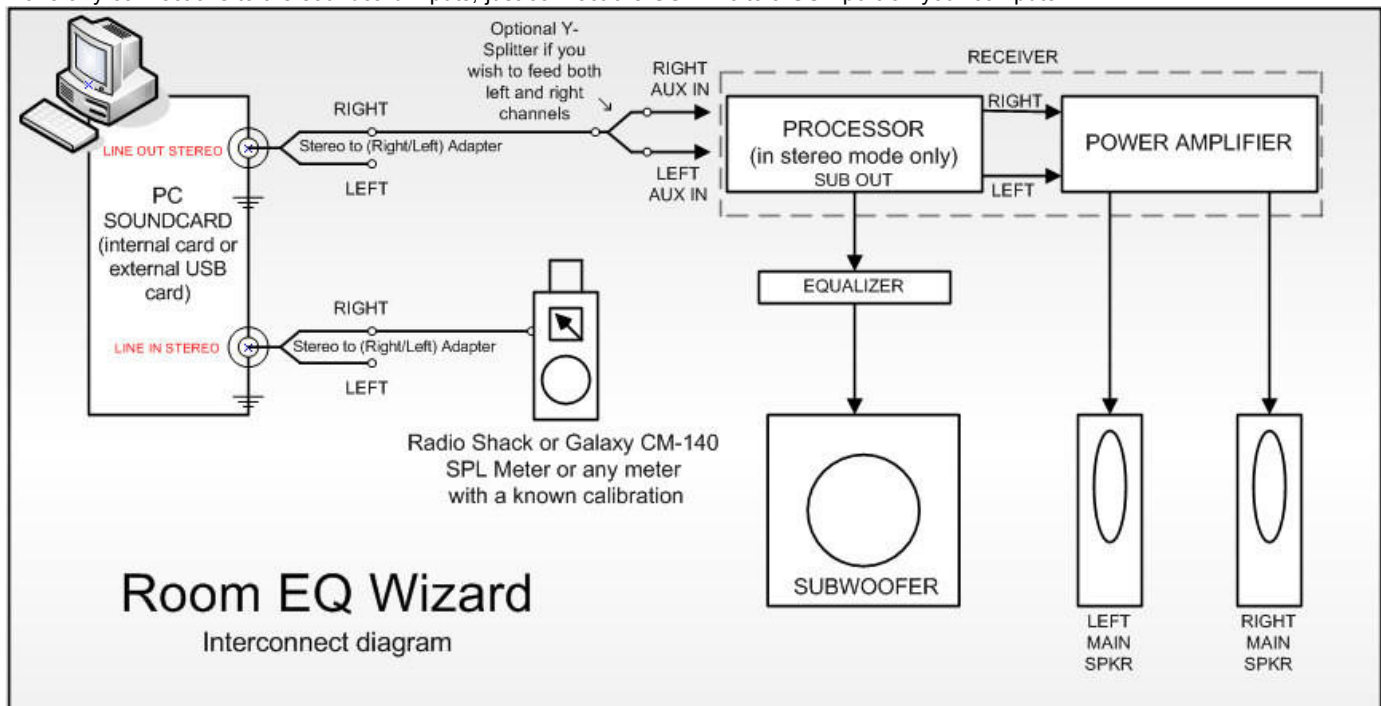 Optional Y-
Splitter if you
wish to feed both
left and right
channels
RIGHT
AUX IN
LEFT
AUX IN
RECEIVER
PROCESSOR
(in stereo mode only)
SUB OUT
RIGHT
LEFT
POWER AMPLIFIER
LINE OUT STEREO
RIGHT
Stereo to (Right/Left) Adapter
LEFT
PC
SOUNDCARD
(internal card or
external USB
card)
EQUALIZER
LINE IN STEREO
RIGHT
Stereo to (Right/Left) Adapter
LEFT
Radio Shack or Galaxy CM-140
SPL Meter or any meter
with a known calibration
SUBWOOFER
LEFT
MAIN
SPKR
RIGHT
MAIN
SPKR
Room EQ Wizard
Interconnect diagram